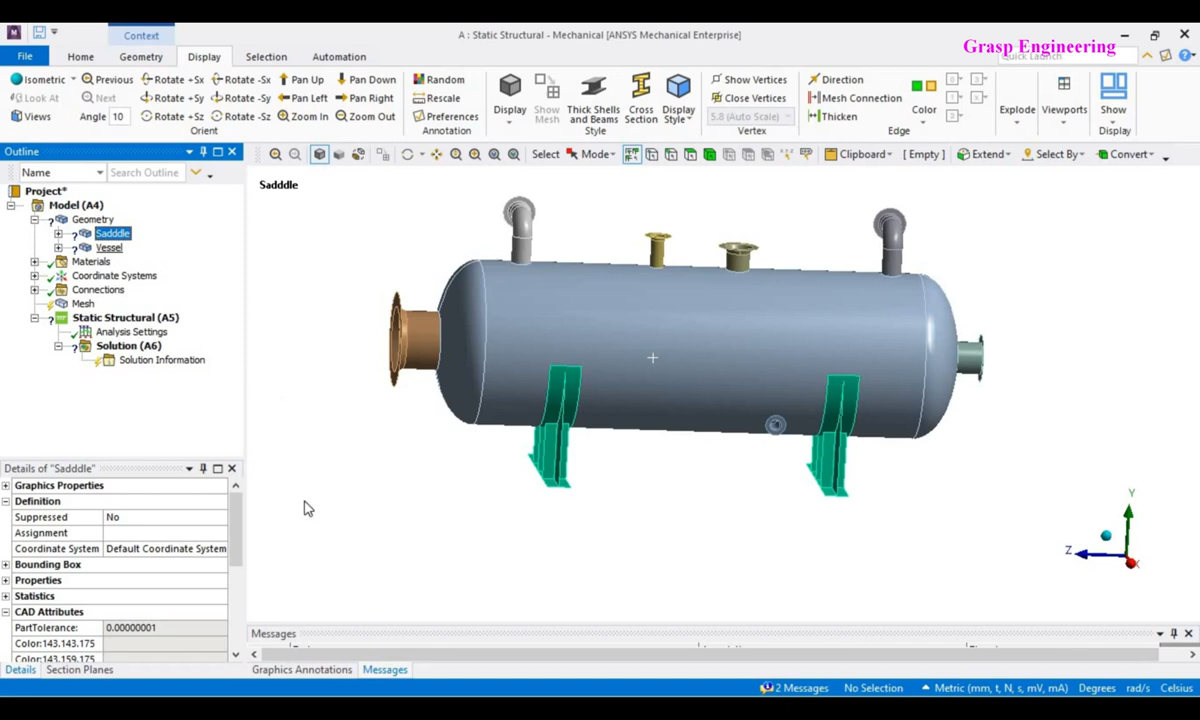 Context
A : Static Structural - Mechanical [ANSYS Mechanical Enterprise]
Grasp Engineering
File Home Geometry Display Selection Automation
Quick Launch
Isometric Previous Rotate +Sx Rotate -Sx Pan Up Pan Down Random Show Vertices Direction
Look At Next Rotate +Sy Rotate -Sy Pan Left Pan Right Rescale Close Vertices Mesh Connection
Views Angle 10 Rotate +Sz Rotate -Sz Zoom In Zoom Out Preferences 5.8 (Auto Scale) Thicken
Display Show Mesh Thick Shells and Beams Cross Section Display Style Color Explode Viewports Show
Orient Annotation Style Vertex Edge Display
Outline
Select Mode Clipboard [ Empty ] Extend Select By Convert
Name Search Outline
Project*
Model (A4)
Geometry
Sadddle
Vessel
Materials
Coordinate Systems
Connections
Mesh
Static Structural (A5)
Analysis Settings
Solution (A6)
Solution Information
Sadddle
Details of "Sadddle"
Graphics Properties
Definition
Suppressed No
Assignment
Coordinate System Default Coordinate System
Bounding Box
Properties
Statistics
CAD Attributes
PartTolerance: 0.00000001
Color:143.143.175
Color:143.159.175
Y
Z
X
Messages
Details Section Planes
Graphics Annotations Messages
2 Messages No Selection Metric (mm, t, N, s, mV, mA) Degrees rad/s Celsius